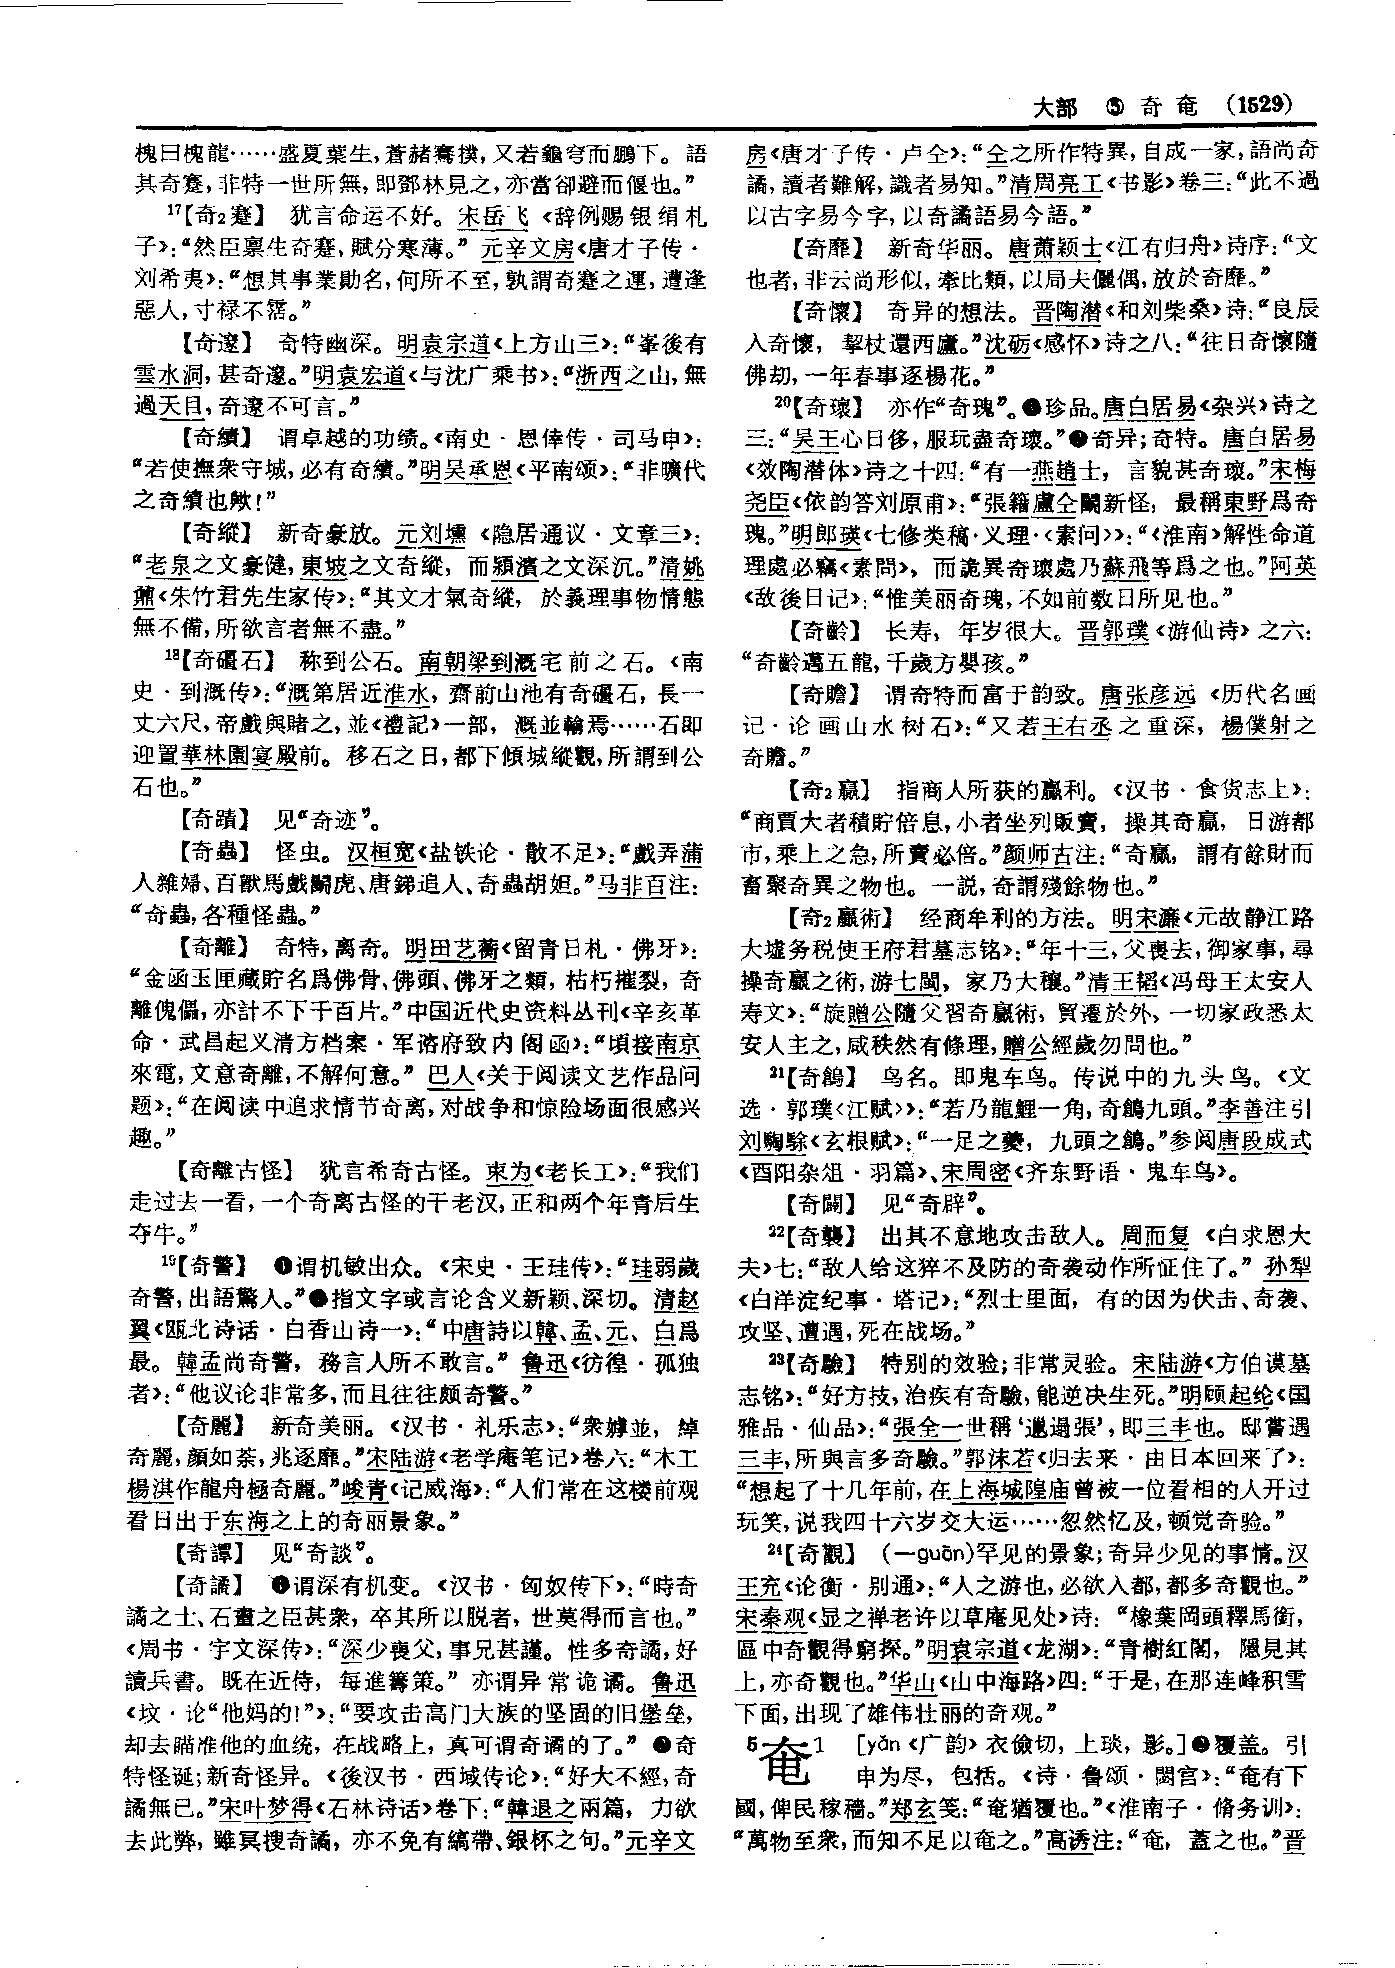 大部 ⑤ 奇奄 (1529)
槐曰槐龍……盛夏葉生，蒼赭騫撲，又若龜穹而鵬下。語
其奇蹇，非特一世所無，即鄧林見之，亦當卻避而偃也。”
¹⁷【奇₂蹇】 犹言命运不好。宋岳飞《辞例赐银绢札
子》：“然臣禀生奇蹇，賦分寒薄。”元辛文房《唐才子传·
刘希夷》：“想其事業勛名，何所不至，孰謂奇蹇之運，遭逢
惡人，寸禄不霑。”
【奇邃】 奇特幽深。明袁宗道《上方山三》：“峯後有
雲水洞，甚奇邃。”明袁宏道《与沈广乘书》：“浙西之山，無
過天目，奇邃不可言。”
【奇績】 谓卓越的功绩。《南史·恩倖传·司马申》：
“若使撫衆守城，必有奇績。”明吴承恩《平南颂》：“非曠代
之奇績也歟！”
【奇縱】 新奇豪放。元刘壎《隐居通议·文章三》：
“老泉之文豪健，東坡之文奇縱，而潁濱之文深沉。”清姚
鼐《朱竹君先生家传》：“其文才氣奇縱，於義理事物情態
無不備，所欲言者無不盡。”
¹⁸【奇礓石】 称到公石。南朝梁到溉宅前之石。《南
史·到溉传》：“溉第居近淮水，齋前山池有奇礓石，長一
丈六尺，帝戲與賭之，並《禮記》一部，溉並輸焉……石即
迎置華林園宴殿前。移石之日，都下傾城縱觀，所謂到公
石也。”
【奇蹟】 见“奇迹”。
【奇蟲】 怪虫。汉桓宽《盐铁论·散不足》：“戲弄蒲
人雜婦、百獸馬戲鬭虎、唐銻追人、奇蟲胡妲。”马非百注：
“奇蟲，各種怪蟲。”
【奇離】 奇特，离奇。明田艺蘅《留青日札·佛牙》：
“金函玉匣藏貯名爲佛骨、佛頭、佛牙之類，枯朽摧裂，奇
離傀儡，亦計不下千百片。”中国近代史资料丛刊《辛亥革
命·武昌起义清方档案·军谘府致内阁函》：“頃接南京
來電，文意奇離，不解何意。”巴人《关于阅读文艺作品问
题》：“在阅读中追求情节奇离，对战争和惊险场面很感兴
趣。”
【奇離古怪】 犹言希奇古怪。束为《老长工》：“我们
走过去一看，一个奇离古怪的干老汉，正和两个年青后生
夺牛。”
¹⁹【奇警】 ❶谓机敏出众。《宋史·王珪传》：“珪弱歲
奇警，出語驚人。”❷指文字或言论含义新颖、深切。清赵
翼《瓯北诗话·白香山诗一》：“中唐詩以韓、孟、元、白爲
最。韓孟尚奇警，務言人所不敢言。”鲁迅《彷徨·孤独
者》：“他议论非常多，而且往往颇奇警。”
【奇麗】 新奇美丽。《汉书·礼乐志》：“衆嫭並，綽
奇麗，顔如荼，兆逐靡。”宋陆游《老学庵笔记》卷六：“木工
楊淇作龍舟極奇麗。”峻青《记威海》：“人们常在这楼前观
看日出于东海之上的奇丽景象。”
【奇譚】 见“奇談”。
【奇譎】 ❶谓深有机变。《汉书·匈奴传下》：“時奇
譎之士、石畫之臣甚衆，卒其所以脱者，世莫得而言也。”
《周书·宇文深传》：“深少喪父，事兄甚謹。性多奇譎，好
讀兵書。既在近侍，每進籌策。”亦谓异常诡谲。鲁迅
《坟·论“他妈的！”》：“要攻击高门大族的坚固的旧堡垒，
却去瞄准他的血统，在战略上，真可谓奇谲的了。”❷奇
特怪诞；新奇怪异。《後汉书·西域传论》：“好大不經，奇
譎無已。”宋叶梦得《石林诗话》卷下：“韓退之兩篇，力欲
去此弊，雖冥搜奇譎，亦不免有縞帶、銀杯之句。”元辛文
房《唐才子传·卢仝》：“仝之所作特異，自成一家，語尚奇
譎，讀者難解，識者易知。”清周亮工《书影》卷三：“此不過
以古字易今字，以奇譎語易今語。”
【奇靡】 新奇华丽。唐萧颖士《江有归舟》诗序：“文
也者，非云尚形似，牽比類，以局夫儷偶，放於奇靡。”
【奇懷】 奇异的想法。晋陶潜《和刘柴桑》诗：“良辰
入奇懷，挈杖還西廬。”沈砺《感怀》诗之八：“往日奇懷隨
佛劫，一年春事逐楊花。”
²⁰【奇瓌】 亦作“奇瑰”。❶珍品。唐白居易《杂兴》诗之
三：“吴王心日侈，服玩盡奇瓌。”❷奇异；奇特。唐白居易
《效陶潜体》诗之十四：“有一燕趙士，言貌甚奇瓌。”宋梅
尧臣《依韵答刘原甫》：“張籍盧仝鬭新怪，最稱東野爲奇
瑰。”明郎瑛《七修类稿·义理·〈素问〉》：“《淮南》解性命道
理處必竊《素問》，而詭異奇瓌處乃蘇飛等爲之也。”阿英
《敌後日记》：“惟美丽奇瑰，不如前数日所见也。”
【奇齡】 长寿，年岁很大。晋郭璞《游仙诗》之六：
“奇齡邁五龍，千歲方嬰孩。”
【奇贍】 谓奇特而富于韵致。唐张彦远《历代名画
记·论画山水树石》：“又若王右丞之重深，楊僕射之
奇贍。”
【奇₂羸】 指商人所获的贏利。《汉书·食货志上》：
“商賈大者積貯倍息，小者坐列販賣，操其奇贏，日游都
市，乘上之急，所賣必倍。”颜师古注：“奇贏，謂有餘財而
畜聚奇異之物也。一説，奇謂殘餘物也。”
【奇₂贏術】 经商牟利的方法。明宋濂《元故静江路
大墟务税使王府君墓志铭》：“年十三，父喪去，御家事，尋
操奇贏之術，游七閩，家乃大穰。”清王韬《冯母王太安人
寿文》：“旋贈公隨父習奇贏術，貿遷於外，一切家政悉太
安人主之，咸秩然有條理，贈公經歲勿問也。”
²¹【奇鶬】 鸟名。即鬼车鸟。传说中的九头鸟。《文
选·郭璞〈江赋〉》：“若乃龍鯉一角，奇鶬九頭。”李善注引
刘騊駼《玄根赋》：“一足之夔，九頭之鶬。”参阅唐段成式
《酉阳杂俎·羽篇》、宋周密《齐东野语·鬼车鸟》。
【奇闢】 见“奇辟”。
²²【奇襲】 出其不意地攻击敌人。周而复《白求恩大
夫》七：“敌人给这猝不及防的奇袭动作所怔住了。”孙犁
《白洋淀纪事·塔记》：“烈士里面，有的因为伏击、奇袭、
攻坚、遭遇，死在战场。”
²³【奇驗】 特别的效验；非常灵验。宋陆游《方伯谟墓
志铭》：“好方技，治疾有奇驗，能逆决生死。”明顾起纶《国
雅品·仙品》：“張全一世稱‘邋遢張’，即三丰也。邸嘗遇
三丰，所與言多奇驗。”郭沫若《归去来·由日本回来了》：
“想起了十几年前，在上海城隍庙曾被一位看相的人开过
玩笑，说我四十六岁交大运……忽然忆及，顿觉奇验。”
²⁴【奇觀】 （—guān）罕见的景象；奇异少见的事情。汉
王充《论衡·别通》：“人之游也，必欲入都，都多奇觀也。”
宋秦观《显之禅老许以草庵见处》诗：“橡葉岡頭釋馬銜，
區中奇觀得窮探。”明袁宗道《龙湖》：“青樹紅閣，隱見其
上，亦奇觀也。”华山《山中海路》四：“于是，在那连峰积雪
下面，出现了雄伟壮丽的奇观。”
5奄1 [yǎn《广韵》衣儉切，上琰，影。]❶覆盖。引
申为尽，包括。《诗·鲁颂·閟宫》：“奄有下
國，俾民稼穡。”郑玄笺：“奄猶覆也。”《淮南子·脩务训》：
“萬物至衆，而知不足以奄之。”高诱注：“奄，蓋之也。”晋